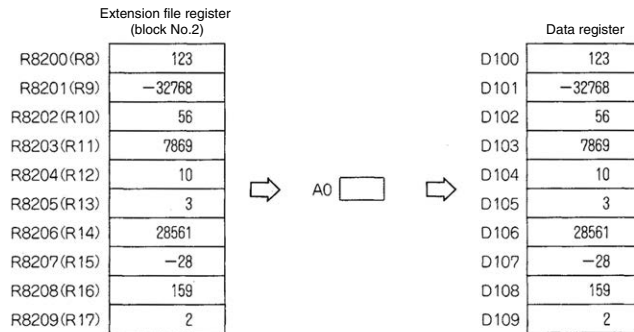 Extension file register
(block No.2)
Data register
R8200(R8) 123 D100 123
R8201(R9) −32768 D101 −32768
R8202(R10) 56 D102 56
R8203(R11) 7869 D103 7869
R8204(R12) 10 D104 10
A0
R8205(R13) 3 D105 3
R8206(R14) 28561 D106 28561
R8207(R15) −28 D107 −28
R8208(R16) 159 D108 159
R8209(R17) 2 D109 2